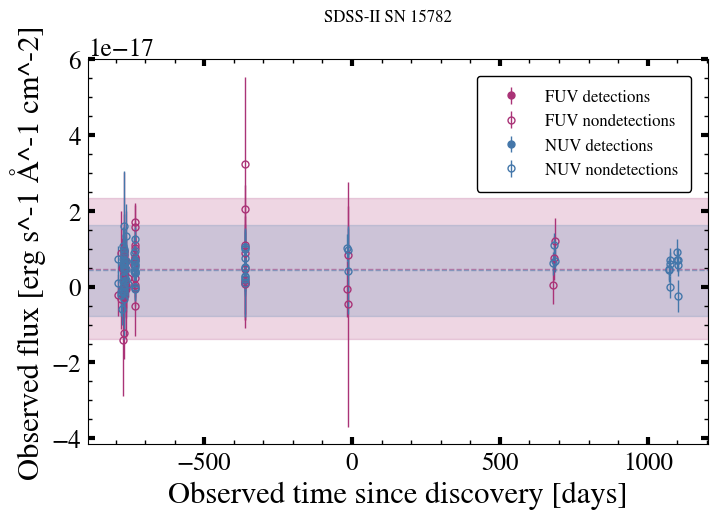 SDSS-II SN 15782
1e−17
Observed flux [erg s^-1 Å^-1 cm^-2]
6
4
2
0
−2
−4
FUV detections
FUV nondetections
NUV detections
NUV nondetections
−500
0
500
1000
Observed time since discovery [days]